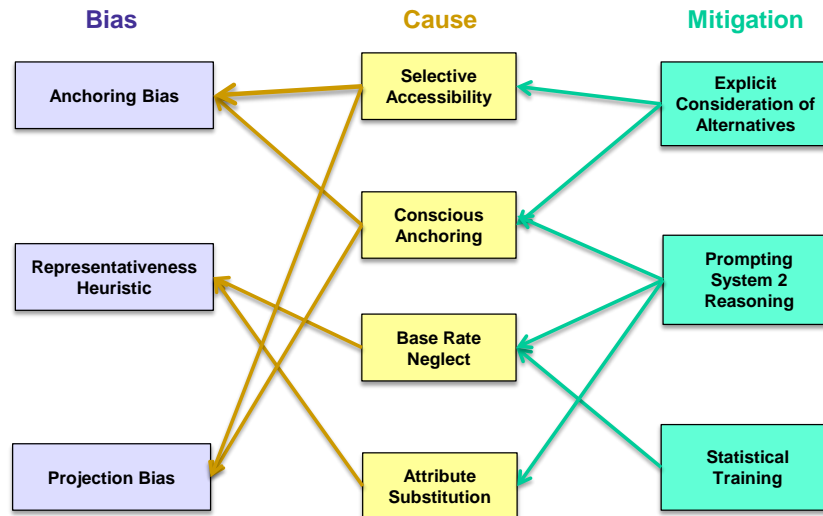 Bias
Cause
Mitigation
Anchoring Bias
Selective
Accessibility
Explicit
Consideration of
Alternatives
Conscious
Anchoring
Representativeness
Heuristic
Prompting
System 2
Reasoning
Base Rate
Neglect
Projection Bias
Attribute
Substitution
Statistical
Training